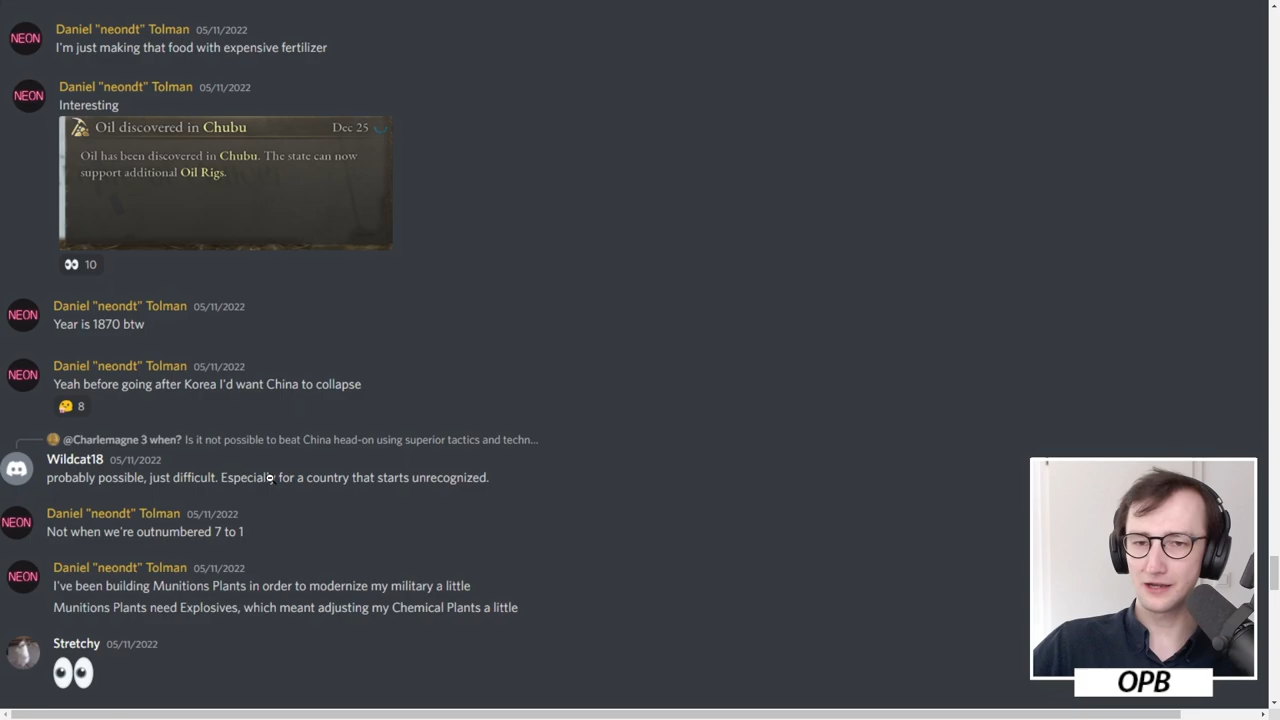 NEON
Daniel "neondt" Tolman 05/11/2022
I'm just making that food with expensive fertilizer
NEON
Daniel "neondt" Tolman 05/11/2022
Interesting
Oil discovered in Chubu Dec 25
Oil has been discovered in Chubu. The state can now
support additional Oil Rigs.
10
NEON
Daniel "neondt" Tolman 05/11/2022
Year is 1870 btw
NEON
Daniel "neondt" Tolman 05/11/2022
Yeah before going after Korea I'd want China to collapse
8
@Charlemagne 3 when? Is it not possible to beat China head-on using superior tactics and techn...
Wildcat18 05/11/2022
probably possible, just difficult. Especially for a country that starts unrecognized.
NEON
Daniel "neondt" Tolman 05/11/2022
Not when we're outnumbered 7 to 1
NEON
Daniel "neondt" Tolman 05/11/2022
I've been building Munitions Plants in order to modernize my military a little
Munitions Plants need Explosives, which meant adjusting my Chemical Plants a little
Stretchy 05/11/2022
OPB